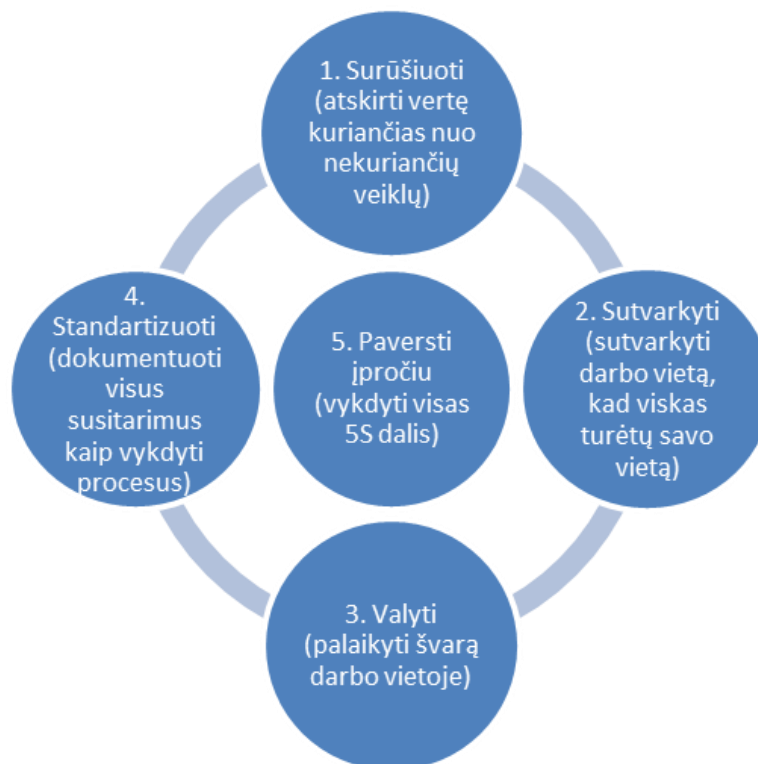 1. Surūšiuoti
(atskirti vertę
kuriančias nuo
nekuriančių
veiklų)
2. Sutvarkyti
(sutvarkyti
darbo vietą,
kad viskas
turėtų savo
vietą)
3. Valyti
(palaikyti švarą
darbo vietoje)
4.
Standartizuoti
(dokumentuoti
visus
susitarimus
kaip vykdyti
procesus)
5. Paversti
įpročiu
(vykdyti visas
5S dalis)